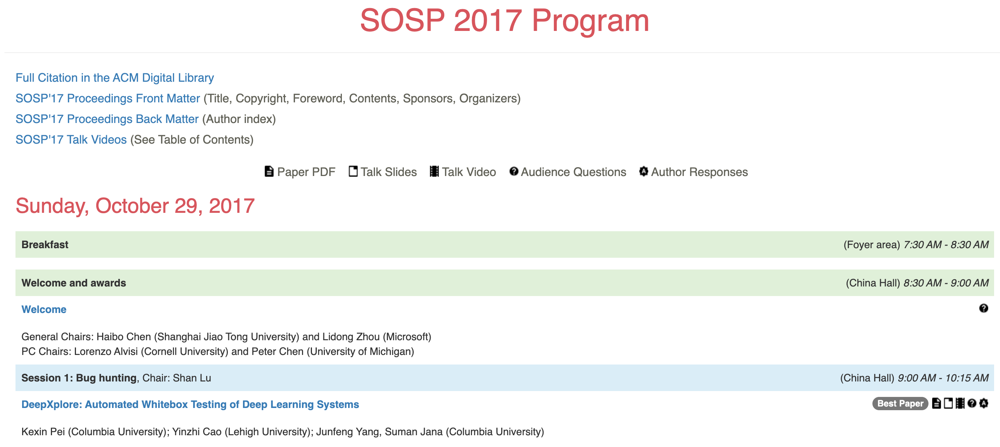 SOSP 2017 Program
Full Citation in the ACM Digital Library
SOSP'17 Proceedings Front Matter (Title, Copyright, Foreword, Contents, Sponsors, Organizers)
SOSP'17 Proceedings Back Matter (Author index)
SOSP'17 Talk Videos (See Table of Contents)
Paper PDF Talk Slides Talk Video Audience Questions Author Responses
Sunday, October 29, 2017
Breakfast (Foyer area) 7:30 AM - 8:30 AM
Welcome and awards (China Hall) 8:30 AM - 9:00 AM
Welcome
General Chairs: Haibo Chen (Shanghai Jiao Tong University) and Lidong Zhou (Microsoft)
PC Chairs: Lorenzo Alvisi (Cornell University) and Peter Chen (University of Michigan)
Session 1: Bug hunting, Chair: Shan Lu (China Hall) 9:00 AM - 10:15 AM
DeepXplore: Automated Whitebox Testing of Deep Learning Systems Best Paper
Kexin Pei (Columbia University); Yinzhi Cao (Lehigh University); Junfeng Yang, Suman Jana (Columbia University)